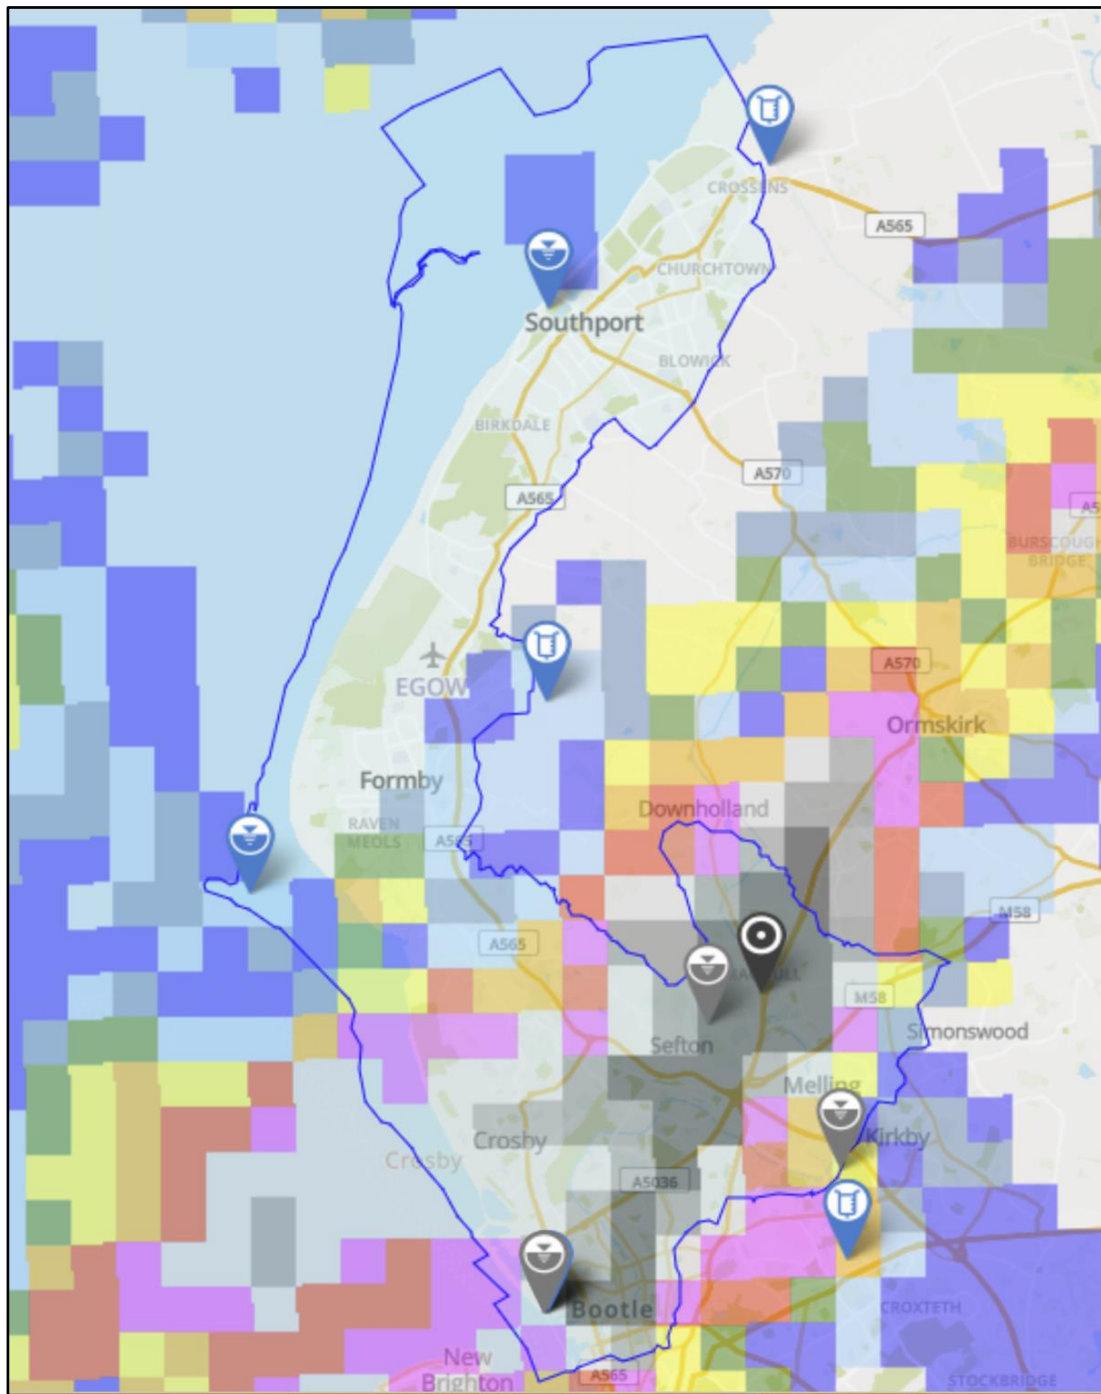 CROSSENS
A565
CHURCHTOWN
Southport
BLOWICK
BIRKDALE
A570
A565
BURSCOUGH
BRIDGE
A570
EGOW
Ormskirk
Formby
Downholland
RAVEN
MEOLS
A565
M58
A565
M58
Simonswood
Sefton
Melling
Kirkby
Crosby
Crosby
A5036
Bootle
CROXTETH
New
Brighton
A565
STOCKBRIDGE